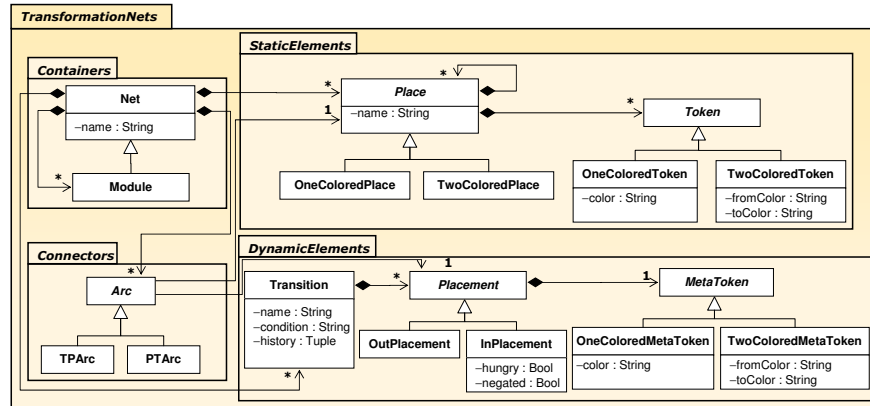 TransformationNets
StaticElements
Containers
Net
–name : String
*
Module
*
Place
–name : String
*
1
*
Token
OneColoredPlace
TwoColoredPlace
OneColoredToken
–color : String
TwoColoredToken
–fromColor : String
–toColor : String
Connectors
*
Arc
TPArc
PTArc
DynamicElements
Transition
–name : String
–condition : String
–history : Tuple
*
*
1
Placement
1
MetaToken
OutPlacement
InPlacement
–hungry : Bool
–negated : Bool
OneColoredMetaToken
–color : String
TwoColoredMetaToken
–fromColor : String
–toColor : String